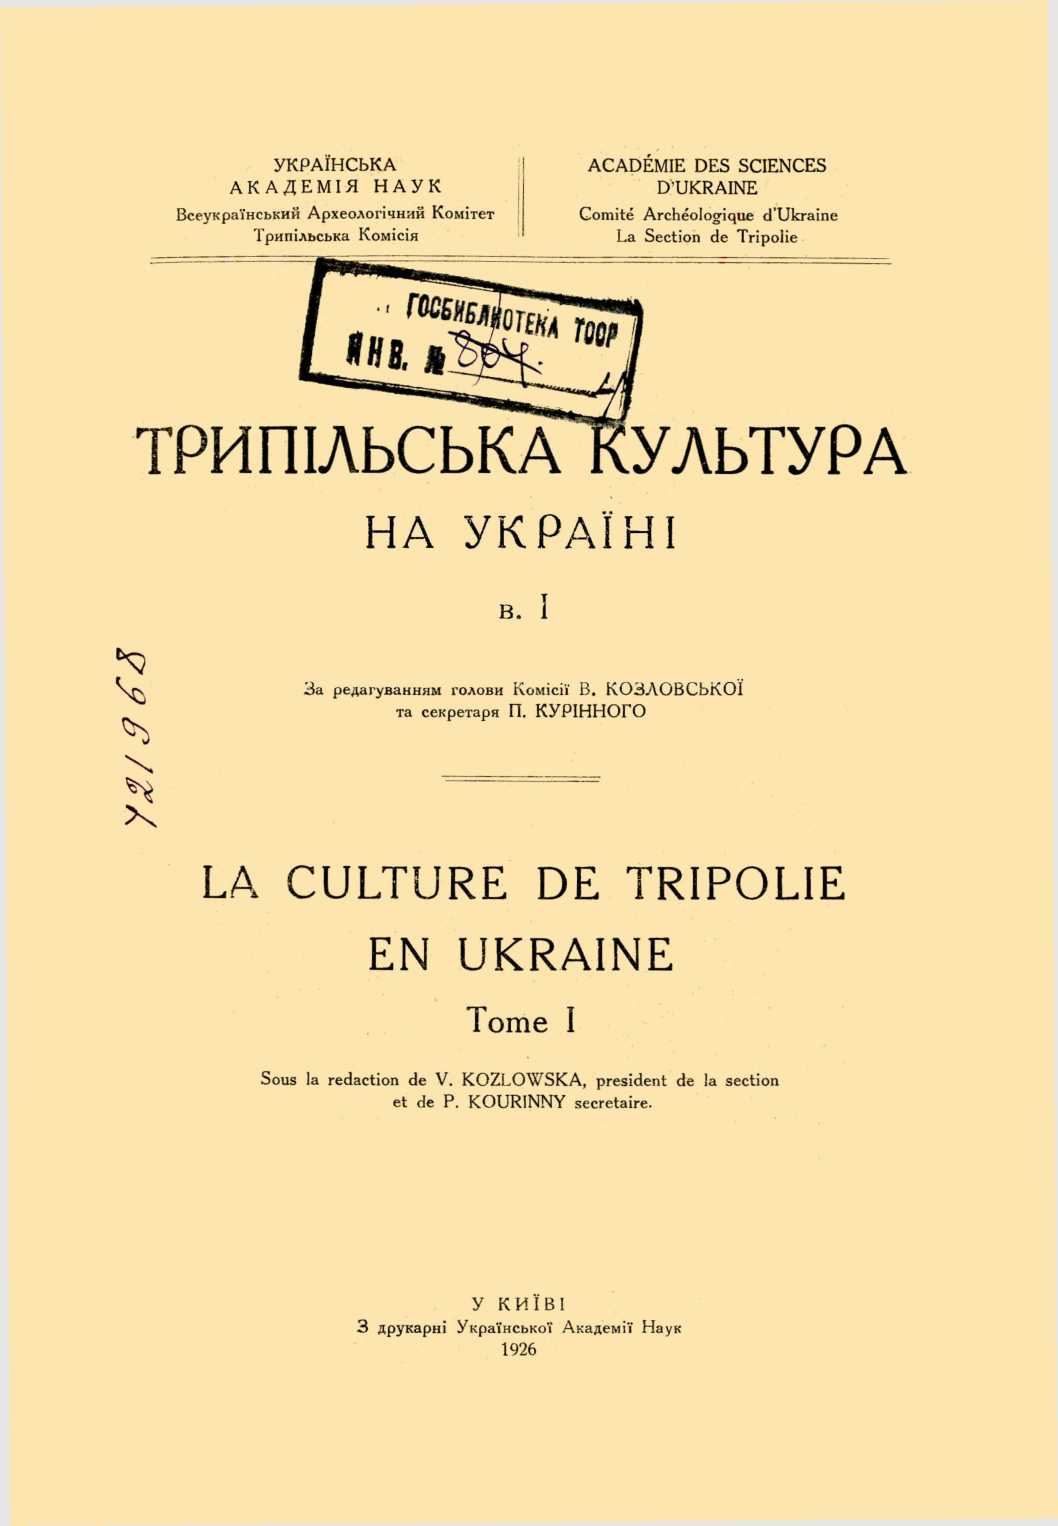 УКРАЇНСЬКА
АКАДЕМІЯ НАУК
Всеукраїнський Археологічний Комітет
Трипільська Комісія
ACADÉMIE DES SCIENCES
D'UKRAINE
Comité Archéologique d'Ukraine
La Section de Tripolie
ГОСБИБЛИОТЕКА ТООР
ИНВ. № 804
ТРИПІЛЬСЬКА КУЛЬТУРА
НА УКРАЇНІ
в. I
За редагуванням голови Комісії В. КОЗЛОВСЬКОЇ
та секретаря П. КУРІННОГО
721968
LA CULTURE DE TRIPOLIE
EN UKRAINE
Tome I
Sous la redaction de V. KOZLOWSKA, president de la section
et de P. KOURINNY secretaire.
У КИЇВІ
З друкарні Української Академії Наук
1926